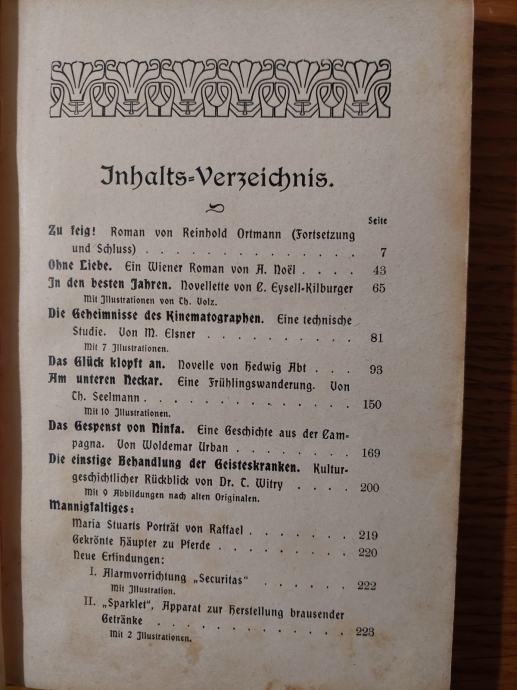 Inhalts-Verzeichnis.
Seite
Zu feig! Roman von Reinhold Ortmann (Fortsetzung
und Schluss) . . . . . . . . . . . . . . 7
Ohne Liebe. Ein Wiener Roman von A. Noël . . . . 43
In den besten Jahren. Novellette von C. Eysell-Kilburger 65
Mit Illustrationen von Th. Volz.
Die Geheimnisse des Kinematographen. Eine technische
Studie. Von M. Elsner . . . . . . . . . . . 81
Mit 7 Illustrationen.
Das Glück klopft an. Novelle von Hedwig Abt . . . 93
Am unteren Neckar. Eine Frühlingswanderung. Von
Th. Seelmann . . . . . . . . . . . . . . 150
Mit 10 Illustrationen.
Das Gespenst von Ninfa. Eine Geschichte aus der Cam-
pagna. Von Woldemar Urban . . . . . . . . 169
Die einstige Behandlung der Geisteskranken. Kultur-
geschichtlicher Rückblick von Dr. C. Witry . . . . 200
Mit 9 Abbildungen nach alten Originalen.
Mannigfaltiges:
Maria Stuarts Porträt von Raffael . . . . . . . 219
Gekrönte Häupter zu Pferde . . . . . . . . . 220
Neue Erfindungen:
I. Alarmvorrichtung „Securitas“ . . . . . . . 222
Mit Illustration.
II. „Sparklet“, Apparat zur Herstellung brausender
Getränke . . . . . . . . . . . . . 223
Mit 2 Illustrationen.